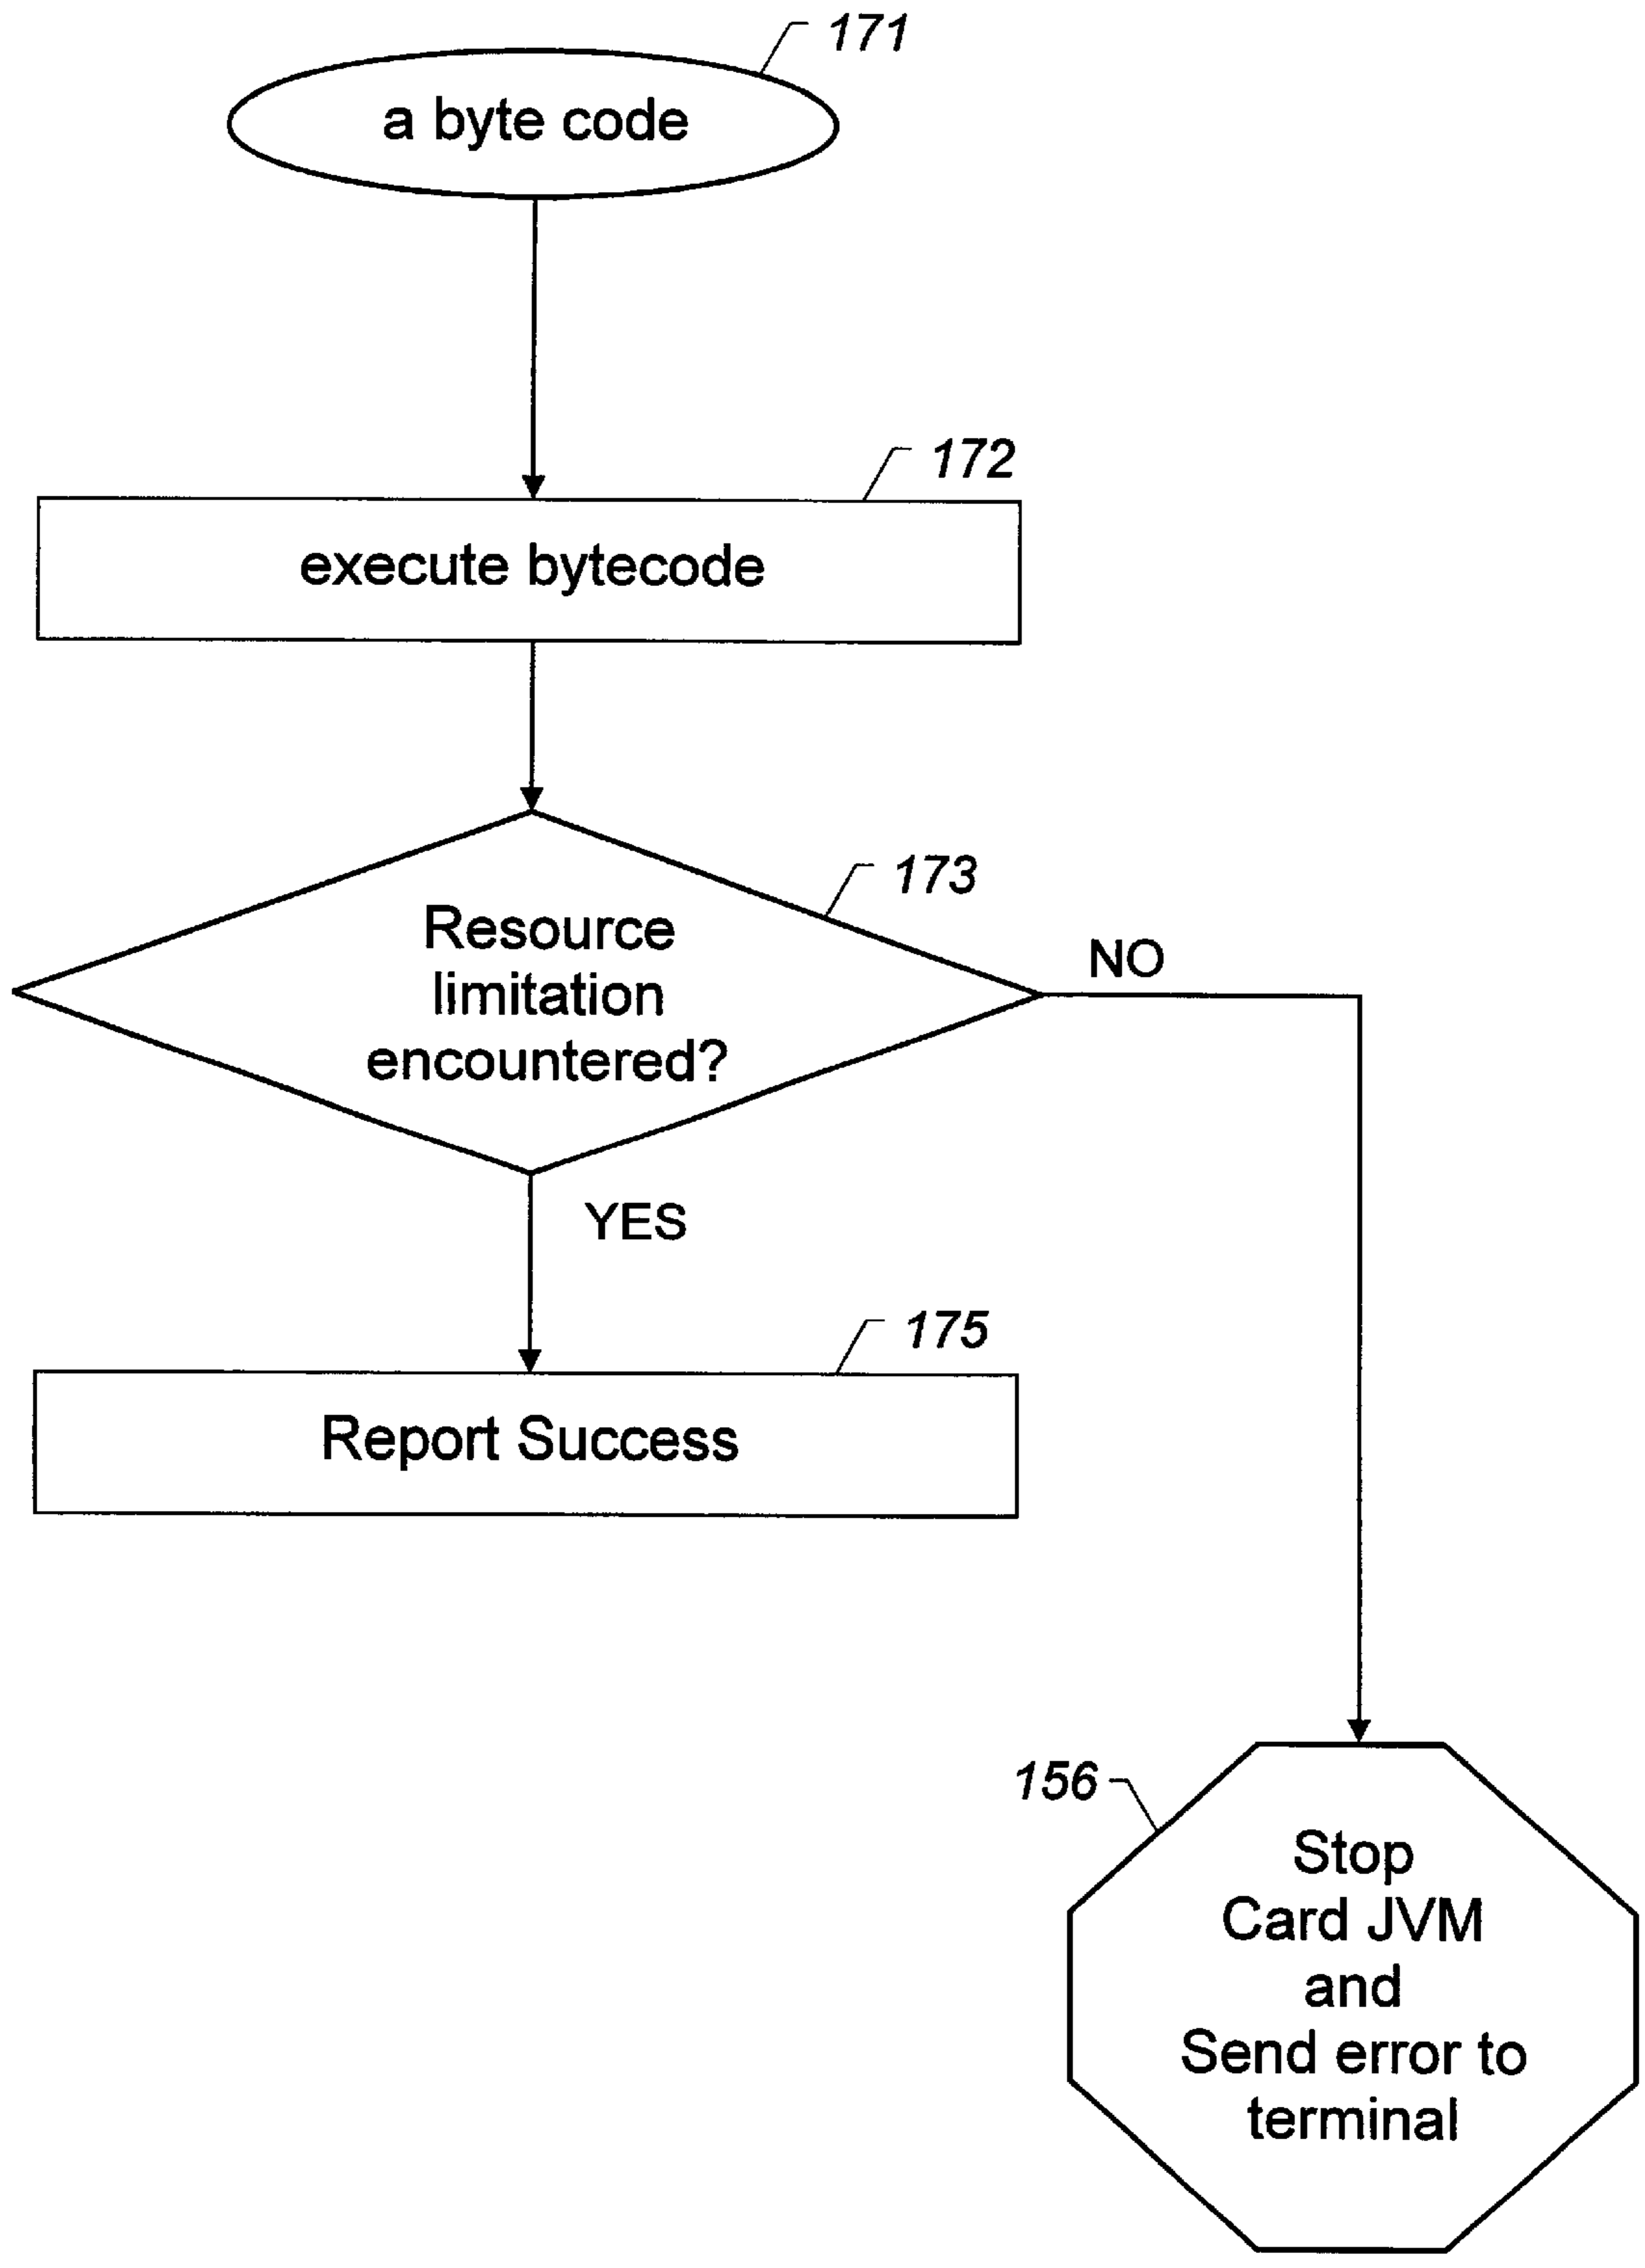 171
a byte code
172
execute bytecode
173
Resource
limitation
encountered?
NO
YES
175
Report Success
156
Stop
Card JVM
and
Send error to
terminal